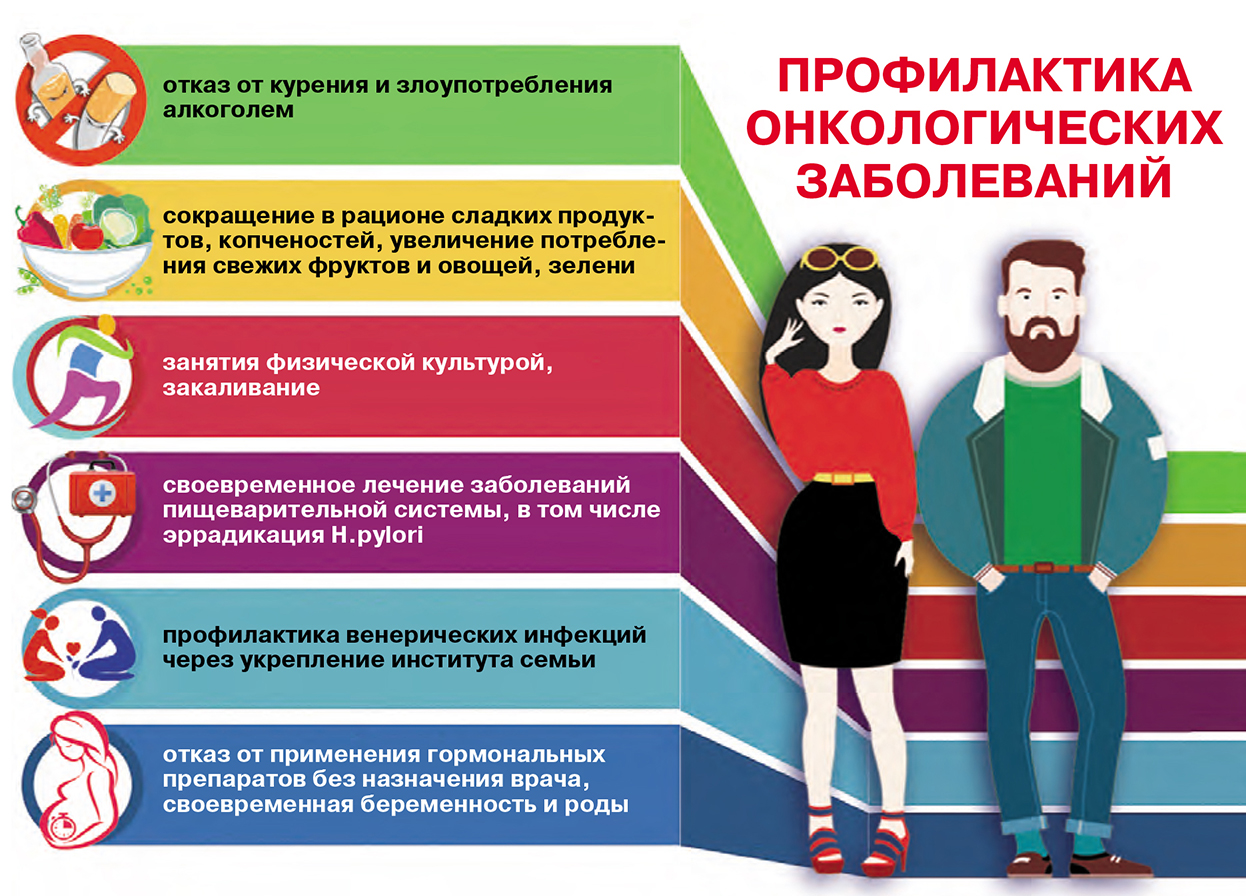 ПРОФИЛАКТИКА
ОНКОЛОГИЧЕСКИХ
ЗАБОЛЕВАНИЙ
отказ от курения и злоупотребления
алкоголем
сокращение в рационе сладких продук-
тов, копченостей, увеличение потребле-
ния свежих фруктов и овощей, зелени
занятия физической культурой,
закаливание
своевременное лечение заболеваний
пищеварительной системы, в том числе
эррадикация H.pylori
профилактика венерических инфекций
через укрепление института семьи
отказ от применения гормональных
препаратов без назначения врача,
своевременная беременность и роды